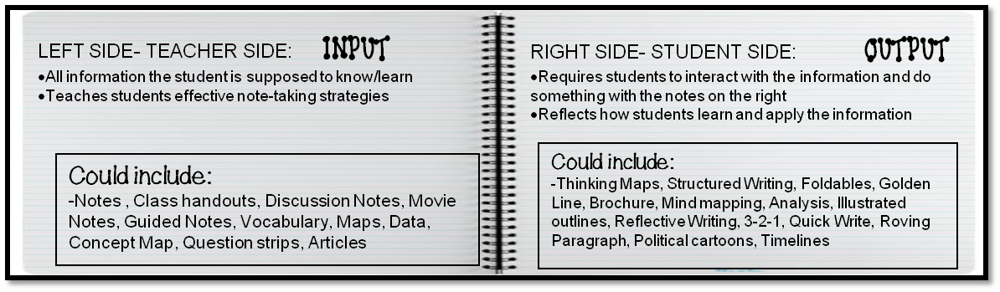 LEFT SIDE- TEACHER SIDE: INPUT
•All information the student is supposed to know/learn
•Teaches students effective note-taking strategies
Could include:
-Notes , Class handouts, Discussion Notes, Movie
Notes, Guided Notes, Vocabulary, Maps, Data,
Concept Map, Question strips, Articles
RIGHT SIDE- STUDENT SIDE: OUTPUT
•Requires students to interact with the information and do
something with the notes on the right
•Reflects how students learn and apply the information
Could include:
-Thinking Maps, Structured Writing, Foldables, Golden
Line, Brochure, Mind mapping, Analysis, Illustrated
outlines, Reflective Writing, 3-2-1, Quick Write, Roving
Paragraph, Political cartoons, Timelines